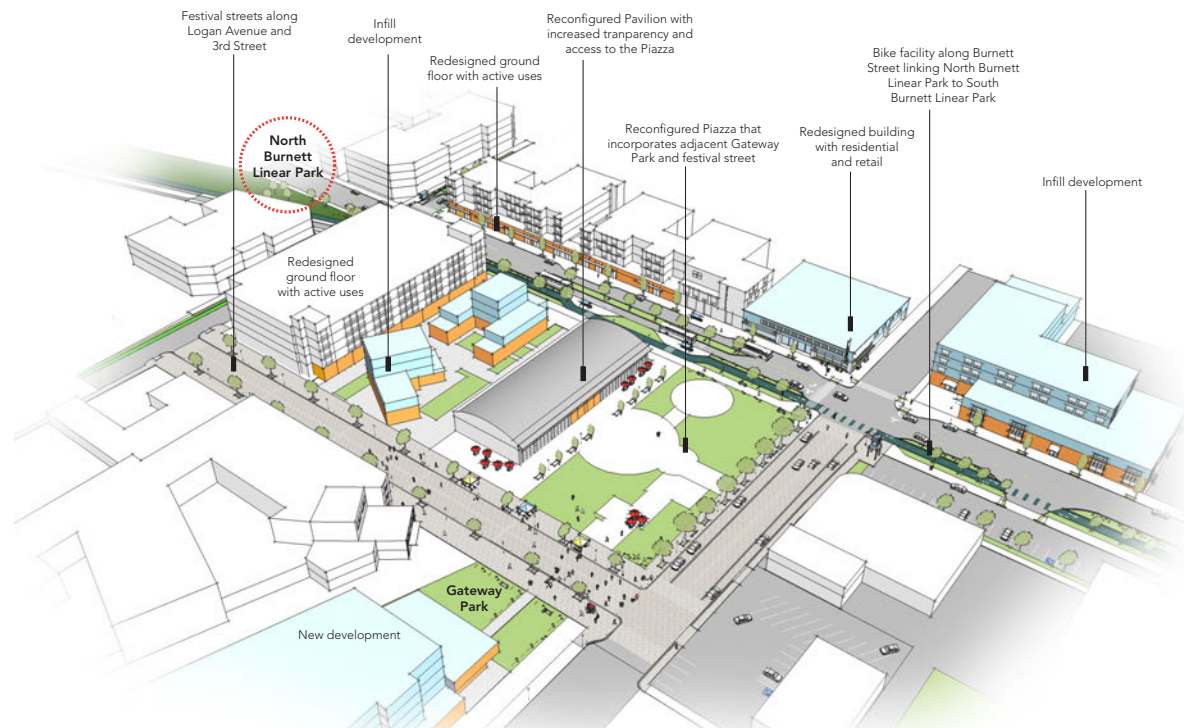 Festival streets along
Logan Avenue and
3rd Street
Infill
development
Redesigned ground
floor with active uses
Reconfigured Pavilion with
increased tranparency and
access to the Piazza
Reconfigured Piazza that
incorporates adjacent Gateway
Park and festival street
Redesigned building
with residential
and retail
Bike facility along Burnett
Street linking North Burnett
Linear Park to South
Burnett Linear Park
Infill development
North
Burnett
Linear Park
Redesigned
ground floor
with active uses
Gateway
Park
New development